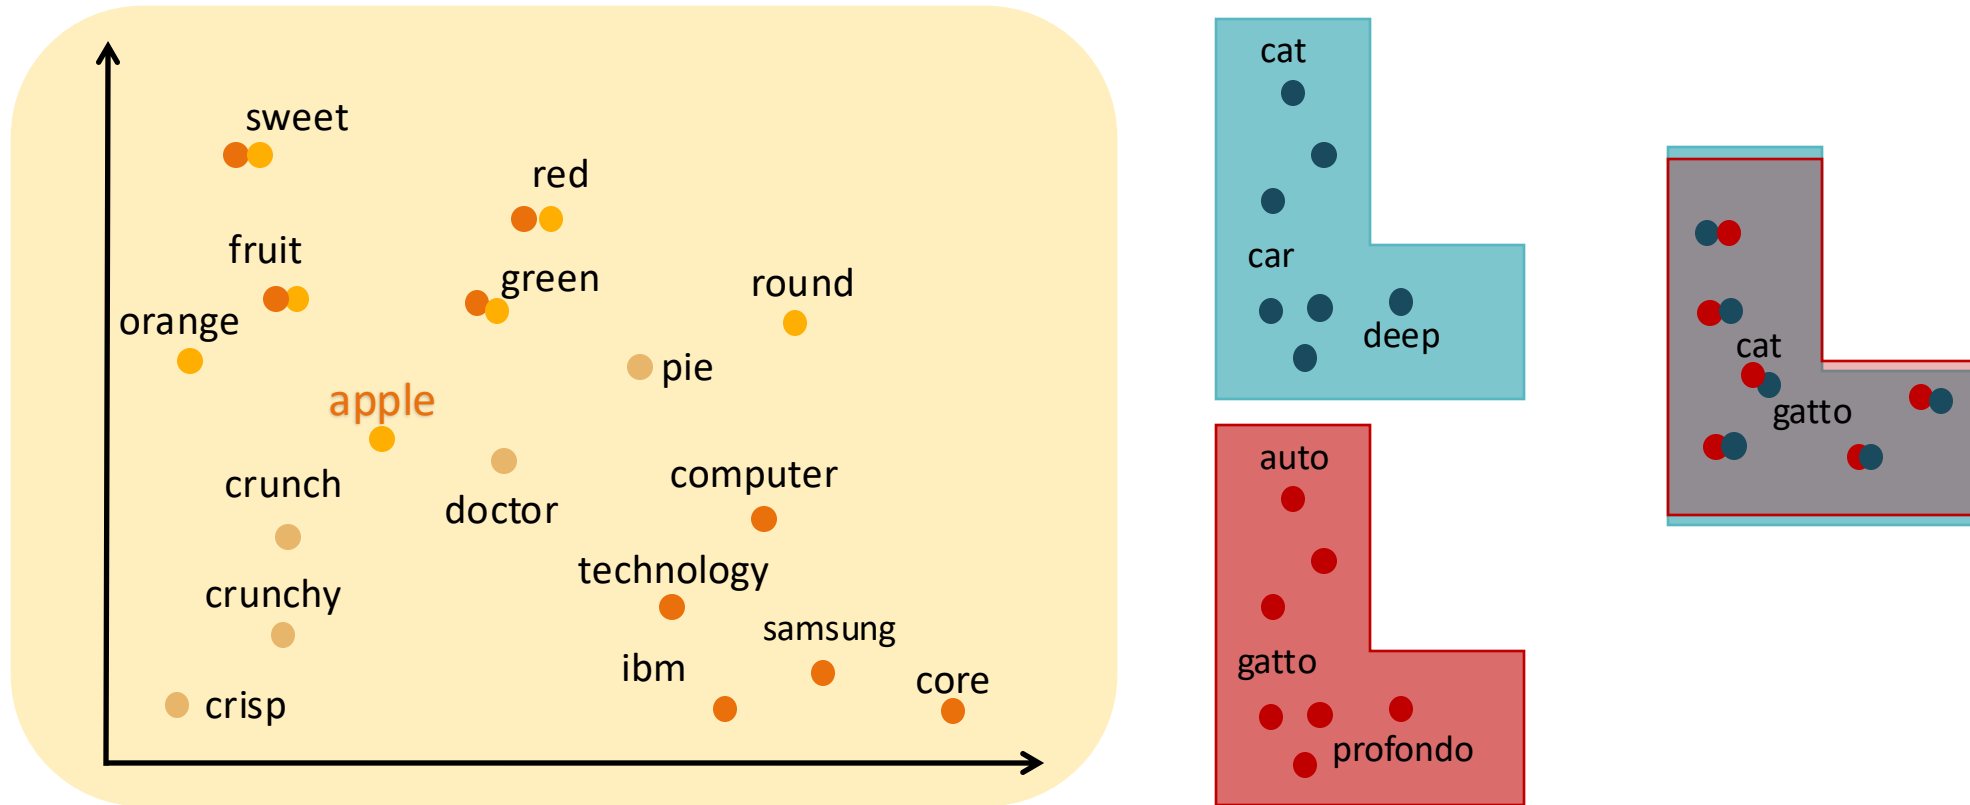 sweet
red
fruit
green
round
orange
pie
apple
crunch
computer
doctor
technology
crunchy
samsung
ibm
core
crisp
cat
car
deep
auto
gatto
profondo
cat
gatto